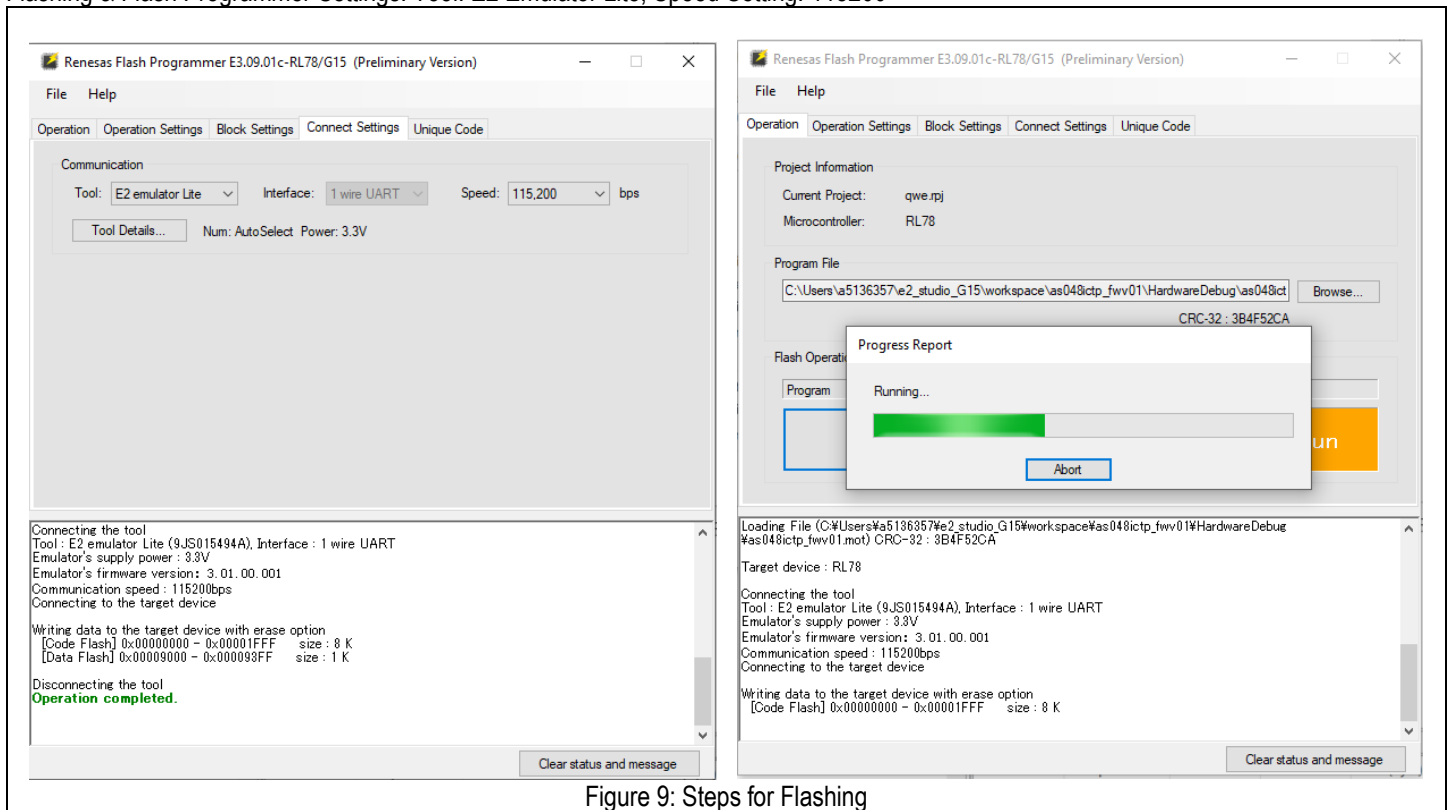 Renesas Flash Programmer E3.09.01c-RL78/G15 (Preliminary Version)
File Help
Operation Operation Settings Block Settings Connect Settings Unique Code
Communication
Tool: E2 emulator Lite Interface: 1 wire UART Speed: 115,200 bps
Tool Details... Num: AutoSelect Power: 3.3V
Connecting the tool
Tool : E2 emulator Lite (9JS015494A), Interface : 1 wire UART
Emulator's supply power : 3.3V
Emulator's firmware version: 3.01.00.001
Communication speed : 115200bps
Connecting to the target device
Writing data to the target device with erase option
[Code Flash] 0x00000000 - 0x00001FFF size : 8 K
[Data Flash] 0x00009000 - 0x000093FF size : 1 K
Disconnecting the tool
Operation completed.
Clear status and message
Renesas Flash Programmer E3.09.01c-RL78/G15 (Preliminary Version)
File Help
Operation Operation Settings Block Settings Connect Settings Unique Code
Project Information
Current Project: qwe.rpj
Microcontroller: RL78
Program File
C:\Users\a5136357\e2_studio_G15\workspace\as048ictp_fwv01\HardwareDebug\as048ict Browse...
CRC-32 : 3B4F52CA
Progress Report
Flash Operati
Program Running...
un
Abort
Loading File (C:¥Users¥a5136357¥e2_studio_G15¥workspace¥as048ictp_fwv01¥HardwareDebug
¥as048ictp_fwv01.mot) CRC-32 : 3B4F52CA
Target device : RL78
Connecting the tool
Tool : E2 emulator Lite (9JS015494A), Interface : 1 wire UART
Emulator's supply power : 3.3V
Emulator's firmware version: 3.01.00.001
Communication speed : 115200bps
Connecting to the target device
Writing data to the target device with erase option
[Code Flash] 0x00000000 - 0x00001FFF size : 8 K
Clear status and message
Figure 9: Steps for Flashing